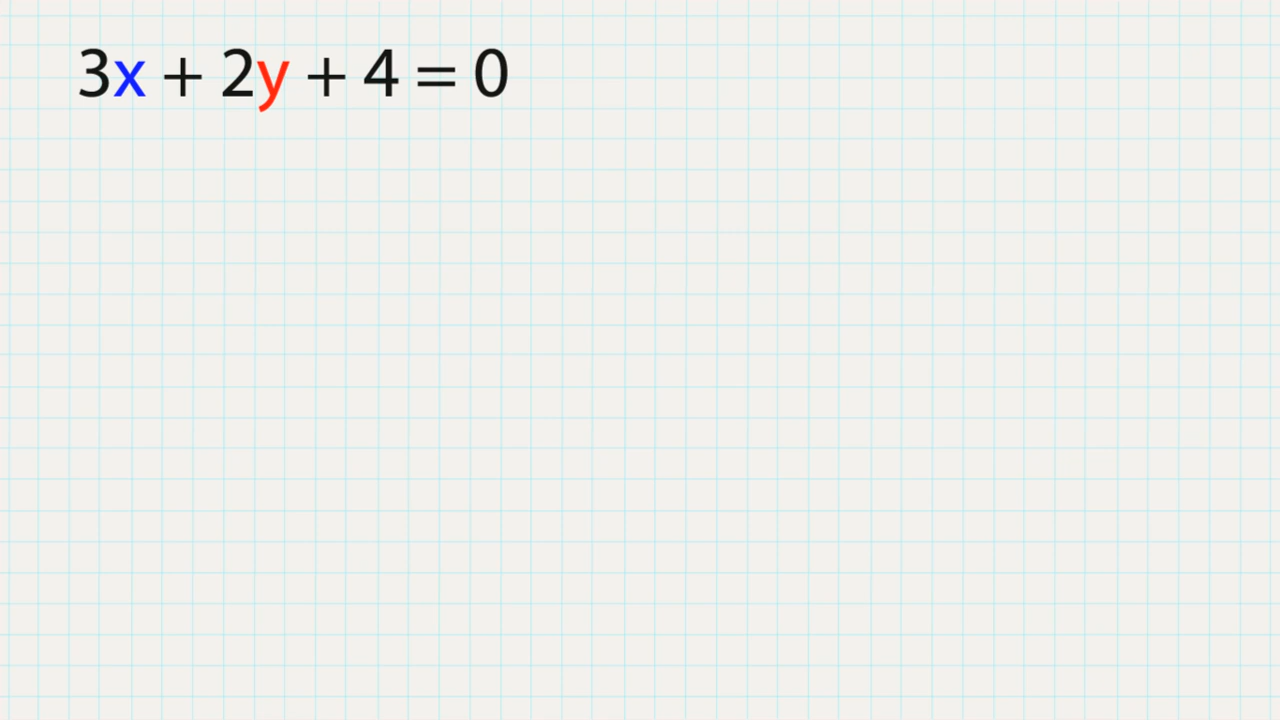 3x + 2y + 4 = 0